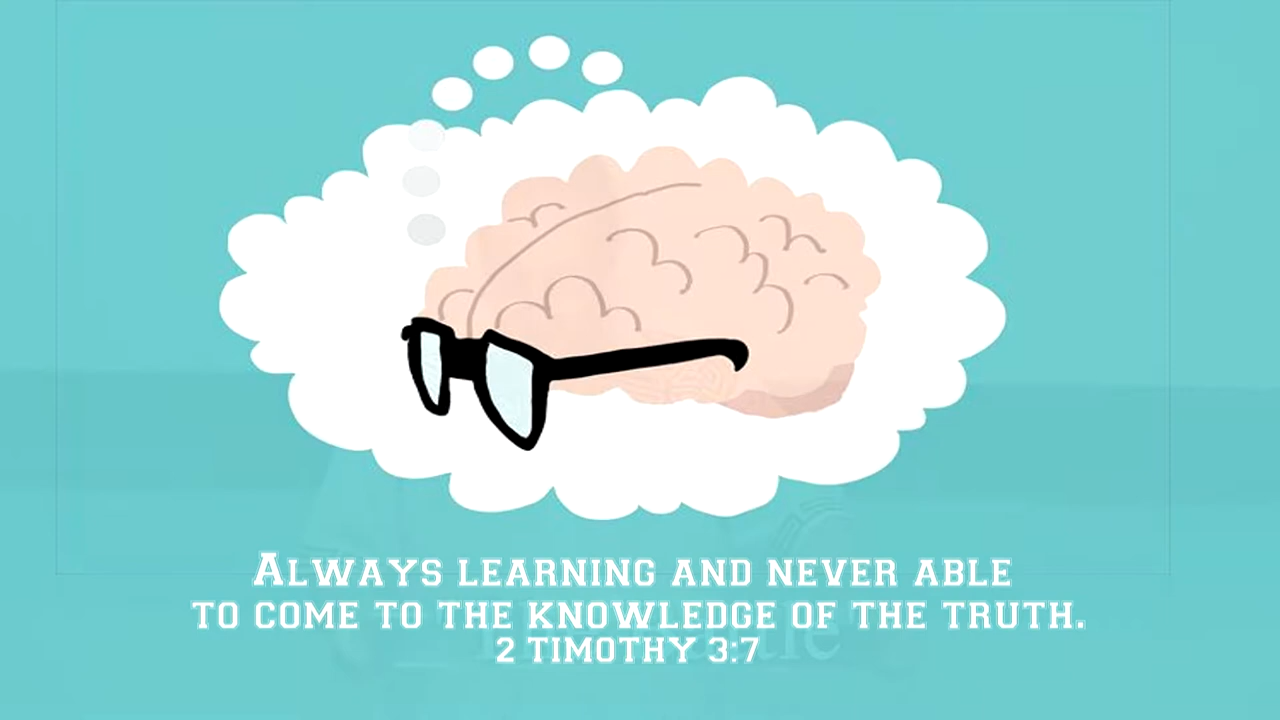 Always learning and never able
to come to the knowledge of the truth.
2 Timothy 3:7